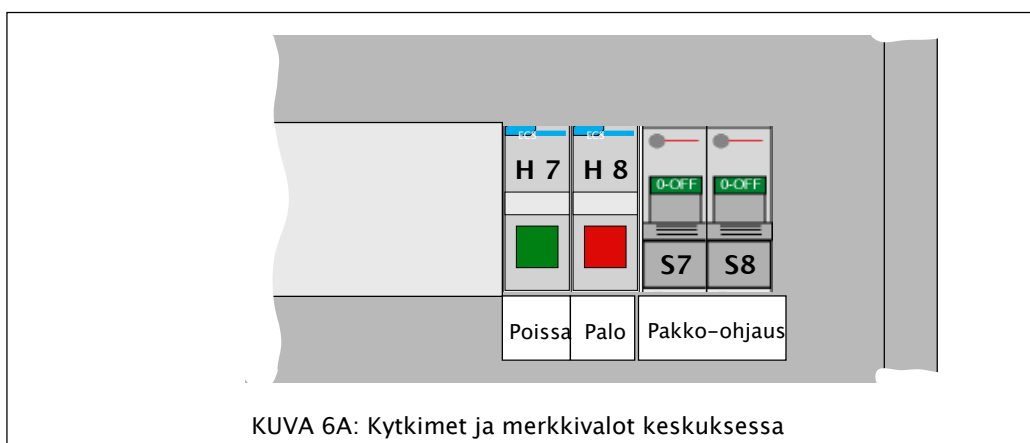 H 7
H 8
0-OFF
0-OFF
S7
S8
Poissa
Palo
Pakko-ohjaus
KUVA 6A: Kytkimet ja merkkivalot keskuksessa